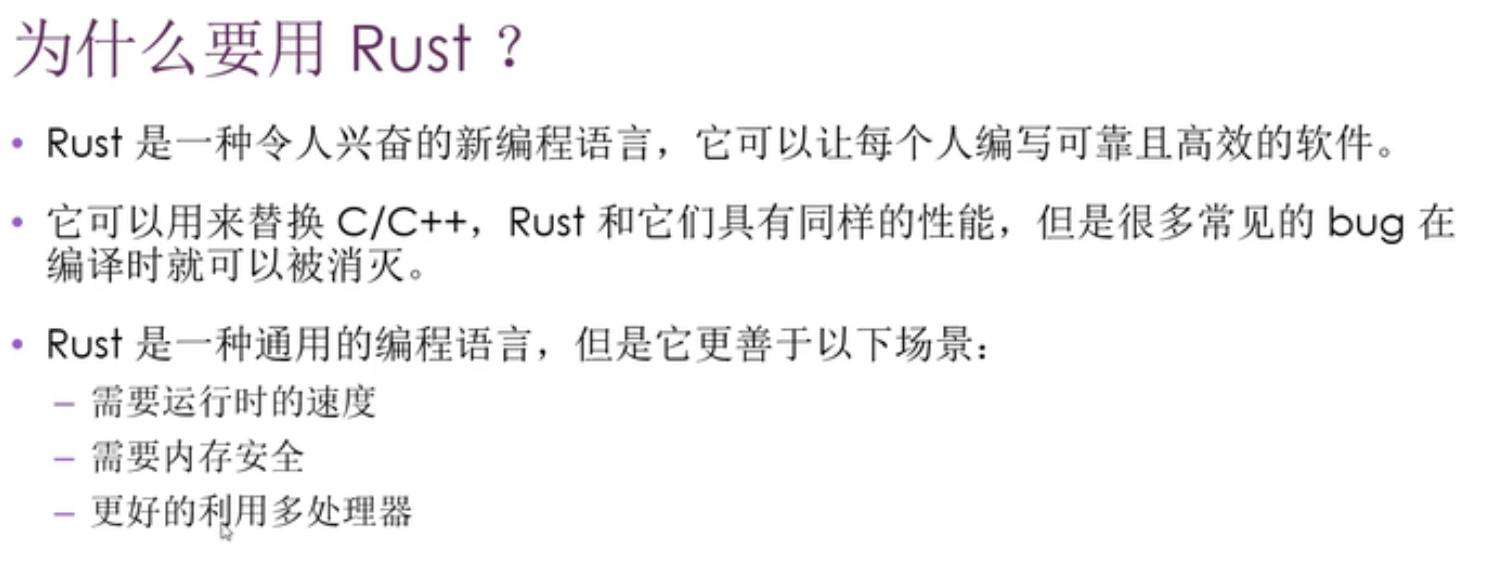 为什么要用 Rust ？
• Rust 是一种令人兴奋的新编程语言，它可以让每个人编写可靠且高效的软件。
• 它可以用来替换 C/C++，Rust 和它们具有同样的性能，但是很多常见的 bug 在
编译时就可以被消灭。
• Rust 是一种通用的编程语言，但是它更善于以下场景：
– 需要运行时的速度
– 需要内存安全
– 更好的利用多处理器